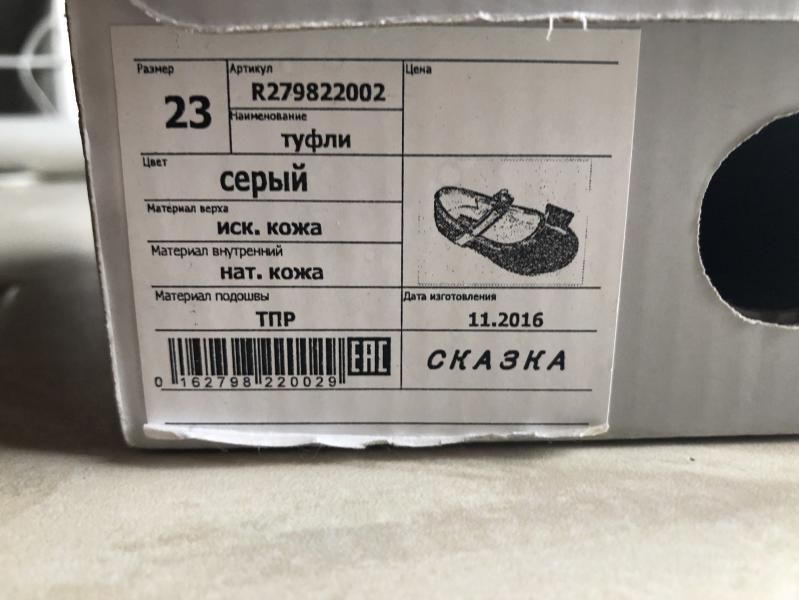 Размер
23
Артикул
R279822002
Наименование
туфли
Цена
Цвет
серый
Материал верха
иск. кожа
Материал внутренний
нат. кожа
Материал подошвы
ТПР
Дата изготовления
11.2016
0 162798 220029
EAC
СКАЗКА